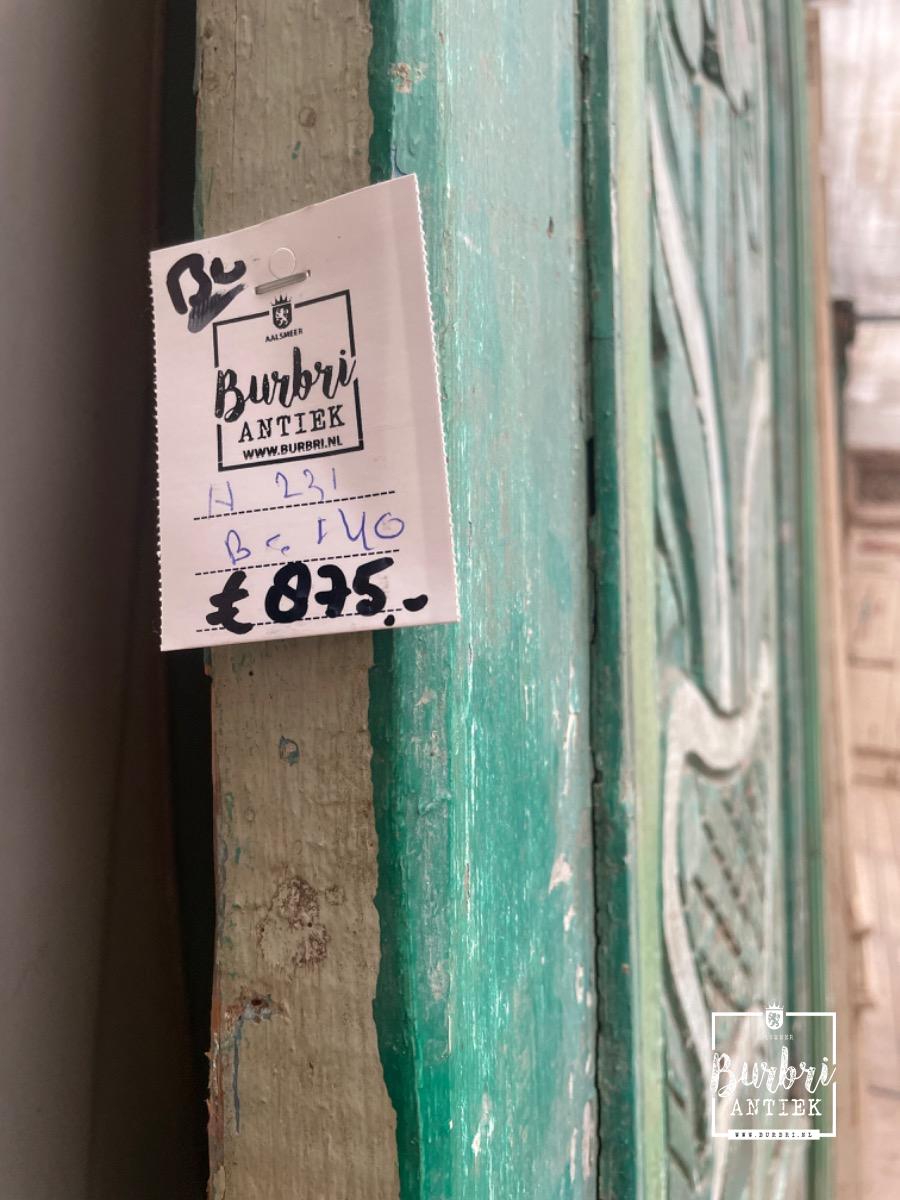 Bu
AALSMEER
Burbri
ANTIEK
WWW.BURBRI.NL
H 231
B 140
€ 875,-
Burbri
ANTIEK
WWW.BURBRI.NL